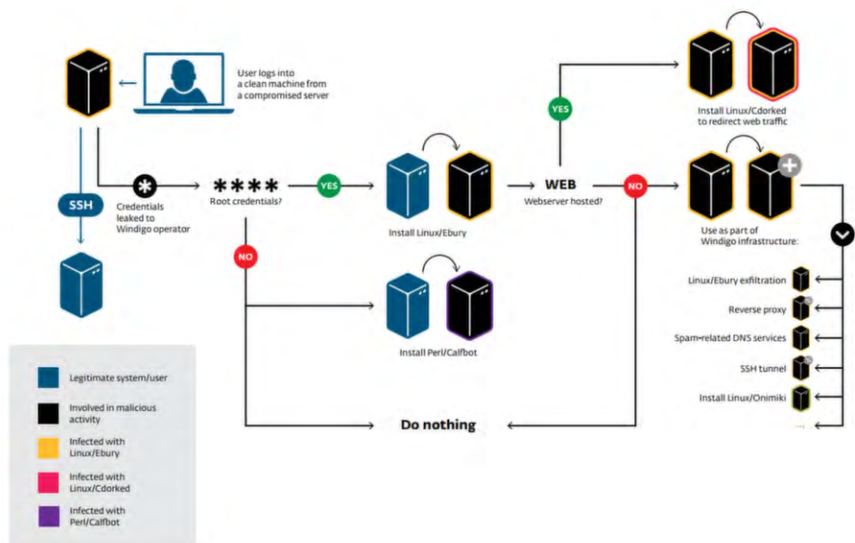 User logs into
a clean machine from
a compromised server
SSH
*
Credentials
leaked to
Windigo operator
****
Root credentials?
YES
NO
Install Linux/Ebury
Install Perl/Calfbot
WEB
Webserver hosted?
YES
NO
Install Linux/Cdorked
to redirect web traffic
+
Use as part of
Windigo infrastructure:
Linux/Ebury exfiltration
Reverse proxy
Spam-related DNS services
SSH tunnel
Install Linux/Onimiki
...
Do nothing
Legitimate system/user
Involved in malicious
activity
Infected with
Linux/Ebury
Infected with
Linux/Cdorked
Infected with
Perl/Calfbot